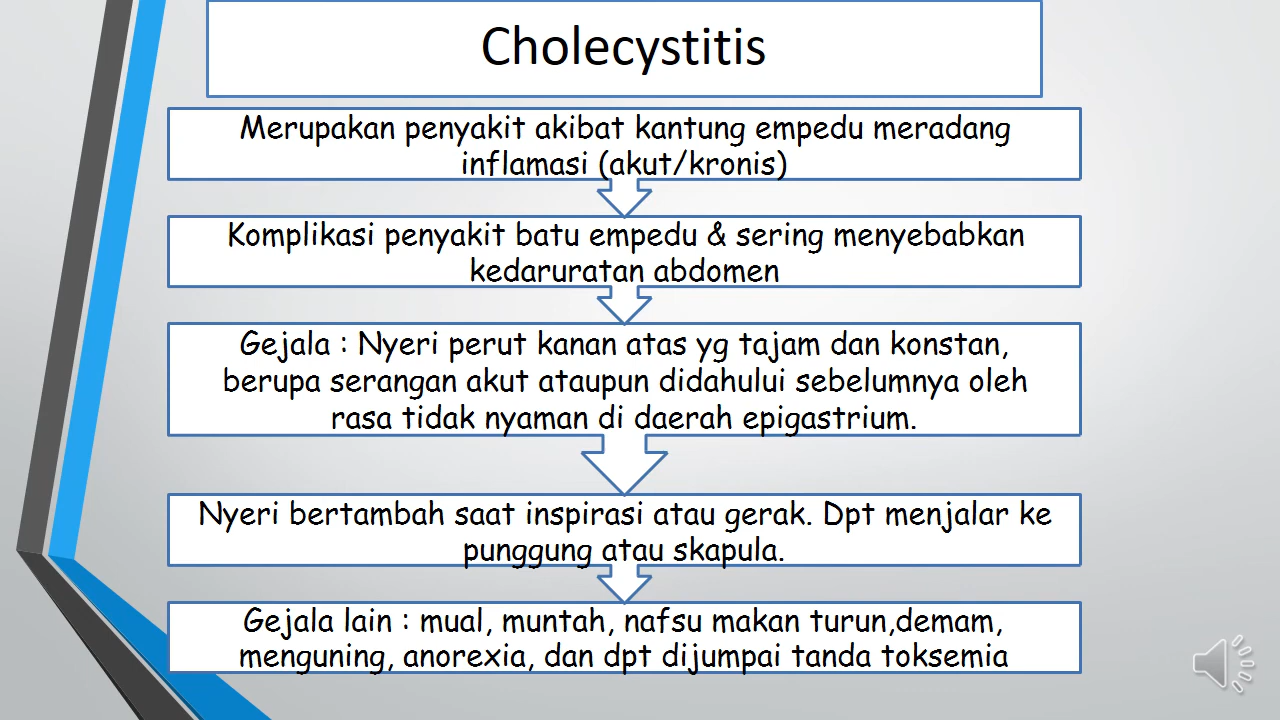 Cholecystitis
Merupakan penyakit akibat kantung empedu meradang
inflamasi (akut/kronis)
Komplikasi penyakit batu empedu & sering menyebabkan
kedaruratan abdomen
Gejala : Nyeri perut kanan atas yg tajam dan konstan,
berupa serangan akut ataupun didahului sebelumnya oleh
rasa tidak nyaman di daerah epigastrium.
Nyeri bertambah saat inspirasi atau gerak. Dpt menjalar ke
punggung atau skapula.
Gejala lain : mual, muntah, nafsu makan turun,demam,
menguning, anorexia, dan dpt dijumpai tanda toksemia